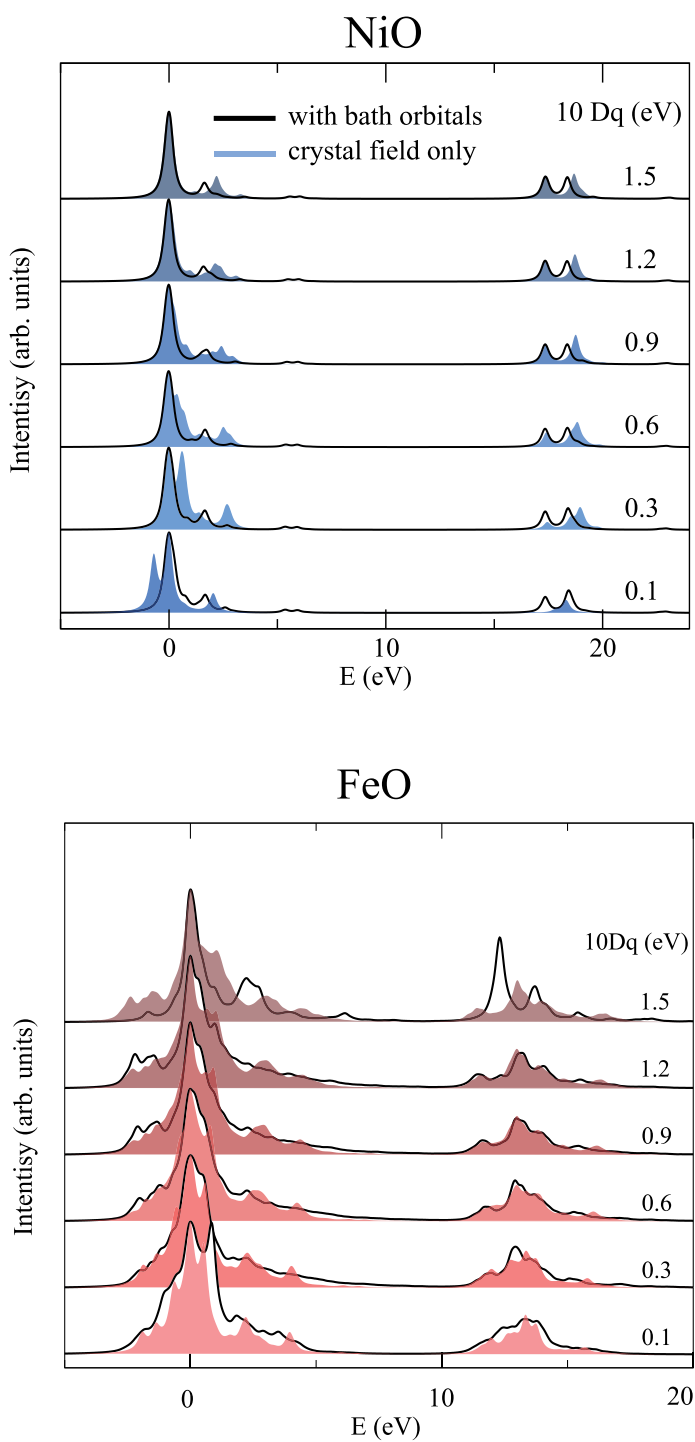 NiO
with bath orbitals
10 Dq (eV)
crystal field only
1.5
1.2
0.9
0.6
0.3
0.1
Intentisy (arb. units)
0
10
20
E (eV)
FeO
10Dq (eV)
1.5
1.2
0.9
0.6
0.3
0.1
Intentisy (arb. units)
0
10
20
E (eV)